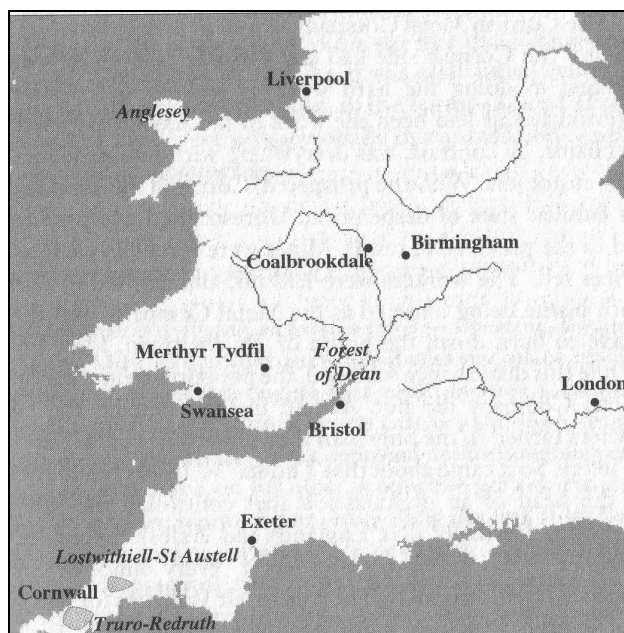 Liverpool
Anglesey
Coalbrookdale
Birmingham
Merthyr Tydfil
Forest
of Dean
Swansea
London
Bristol
Exeter
Lostwithiell-St Austell
Cornwall
Truro-Redruth